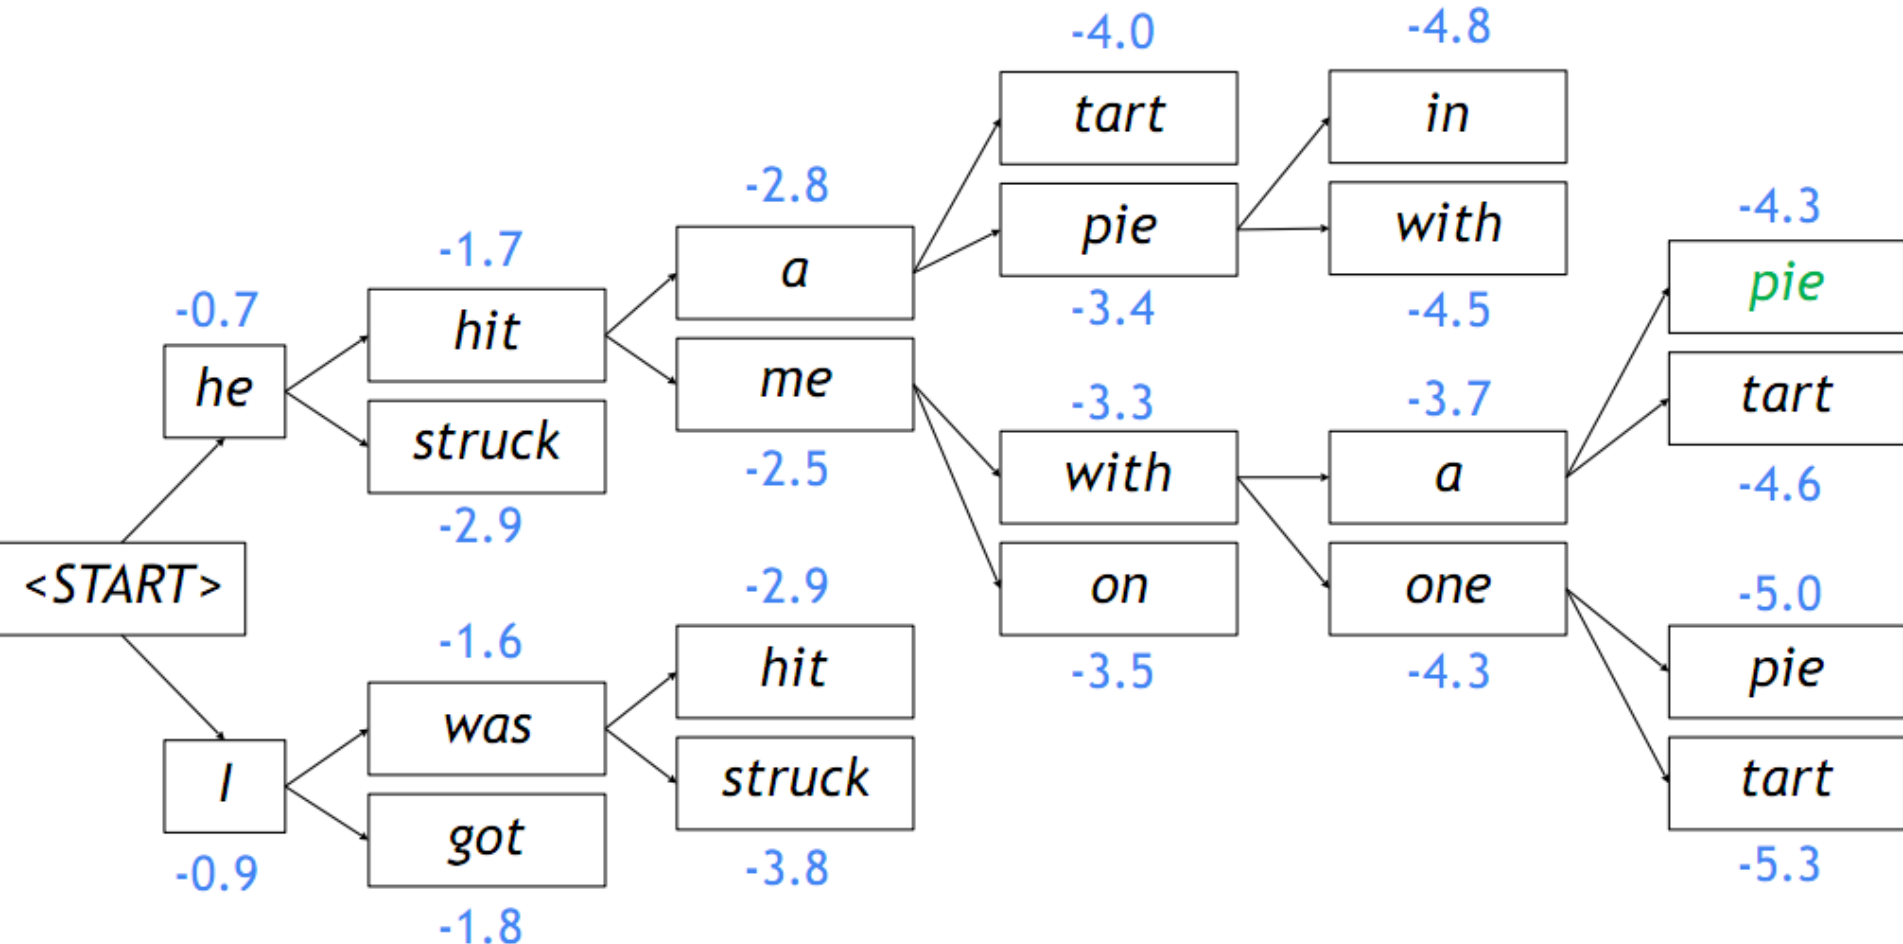 -4.0
-4.8
tart
in
-2.8
pie
with
-4.3
-1.7
a
-3.4
-4.5
pie
-0.7
hit
me
-3.3
-3.7
tart
he
struck
-2.5
with
a
-4.6
-2.9
<START>
-2.9
on
one
-5.0
-1.6
hit
-3.5
-4.3
pie
I
was
struck
tart
-0.9
got
-3.8
-5.3
-1.8